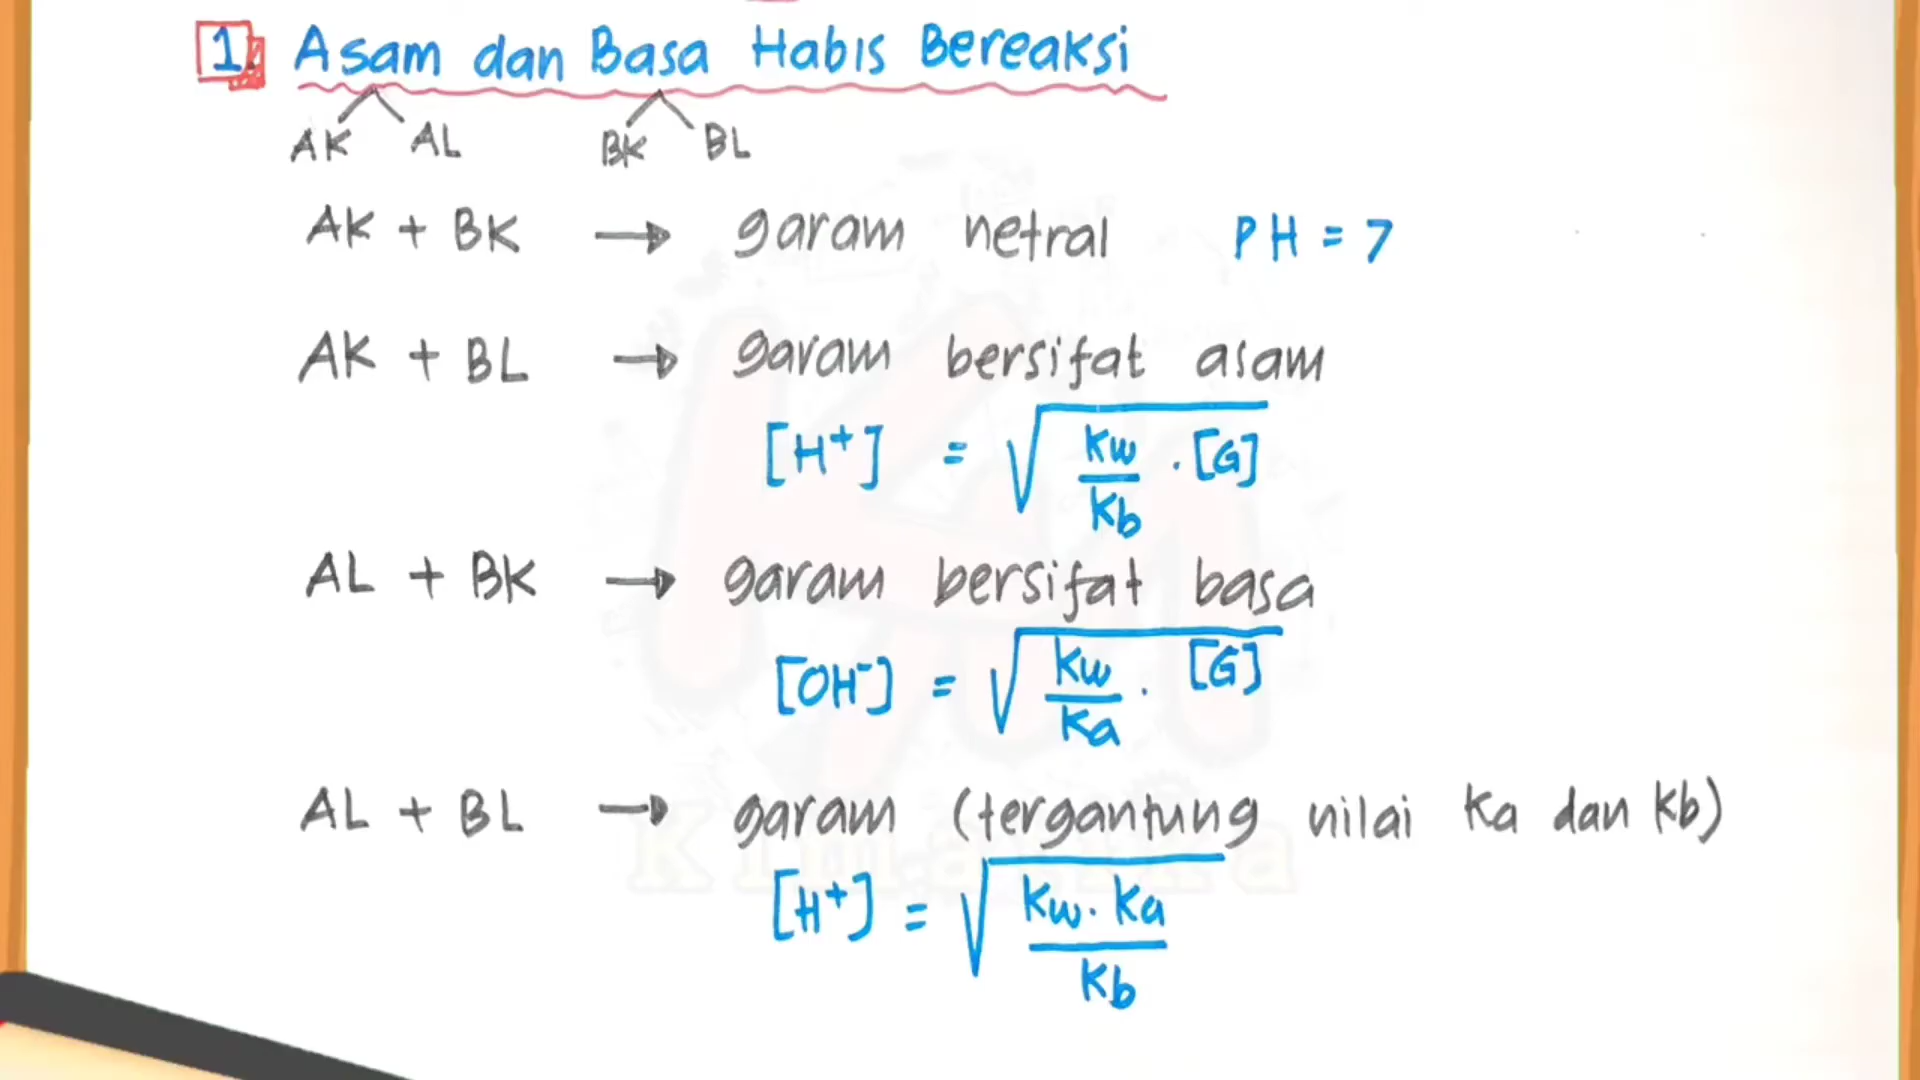 1. Asam dan Basa Habis Bereaksi
AK AL BK BL
AK + BK → garam netral PH = 7
AK + BL → garam bersifat asam
[H⁺] = √ Kw/Kb . [G]
AL + BK → garam bersifat basa
[OH⁻] = √ Kw/Ka . [G]
AL + BL → garam (tergantung nilai Ka dan Kb)
[H⁺] = √ Kw . Ka / Kb